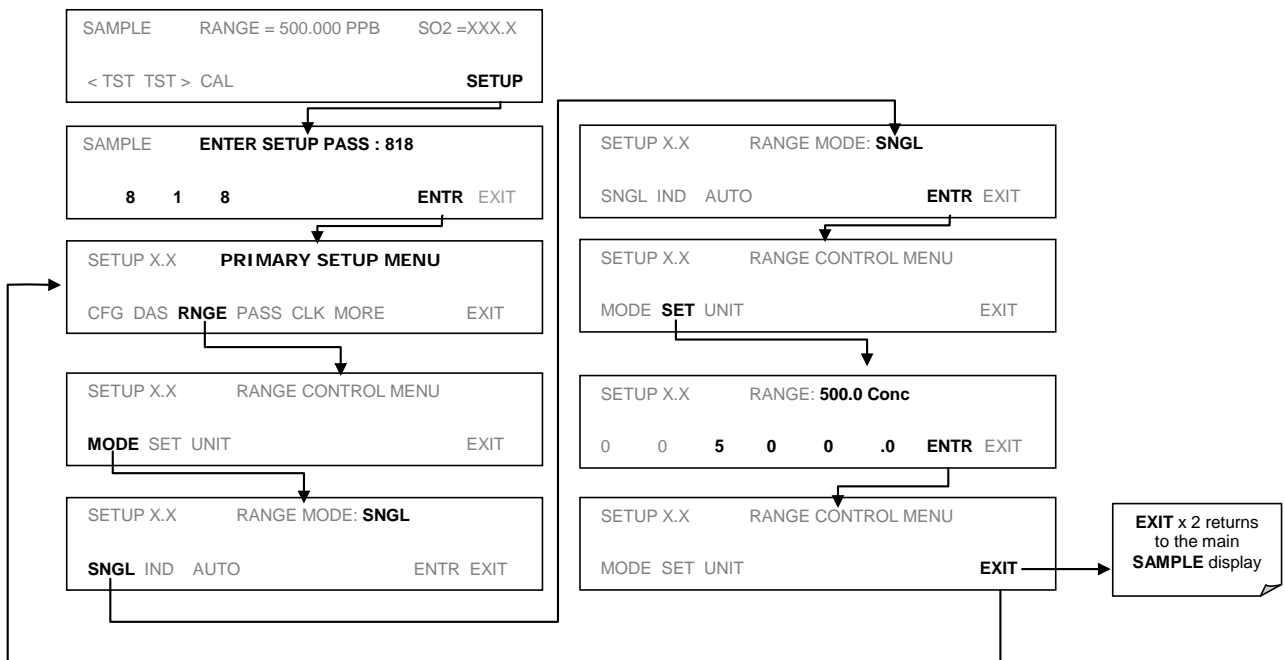 SAMPLE RANGE = 500.000 PPB SO2 =XXX.X
< TST TST > CAL SETUP
SAMPLE ENTER SETUP PASS : 818
8 1 8 ENTR EXIT
SETUP X.X PRIMARY SETUP MENU
CFG DAS RNGE PASS CLK MORE EXIT
SETUP X.X RANGE CONTROL MENU
MODE SET UNIT EXIT
SETUP X.X RANGE MODE: SNGL
SNGL IND AUTO ENTR EXIT
SETUP X.X RANGE MODE: SNGL
SNGL IND AUTO ENTR EXIT
SETUP X.X RANGE CONTROL MENU
MODE SET UNIT EXIT
SETUP X.X RANGE: 500.0 Conc
0 0 5 0 0 .0 ENTR EXIT
SETUP X.X RANGE CONTROL MENU
MODE SET UNIT EXIT
EXIT x 2 returns
to the main
SAMPLE display